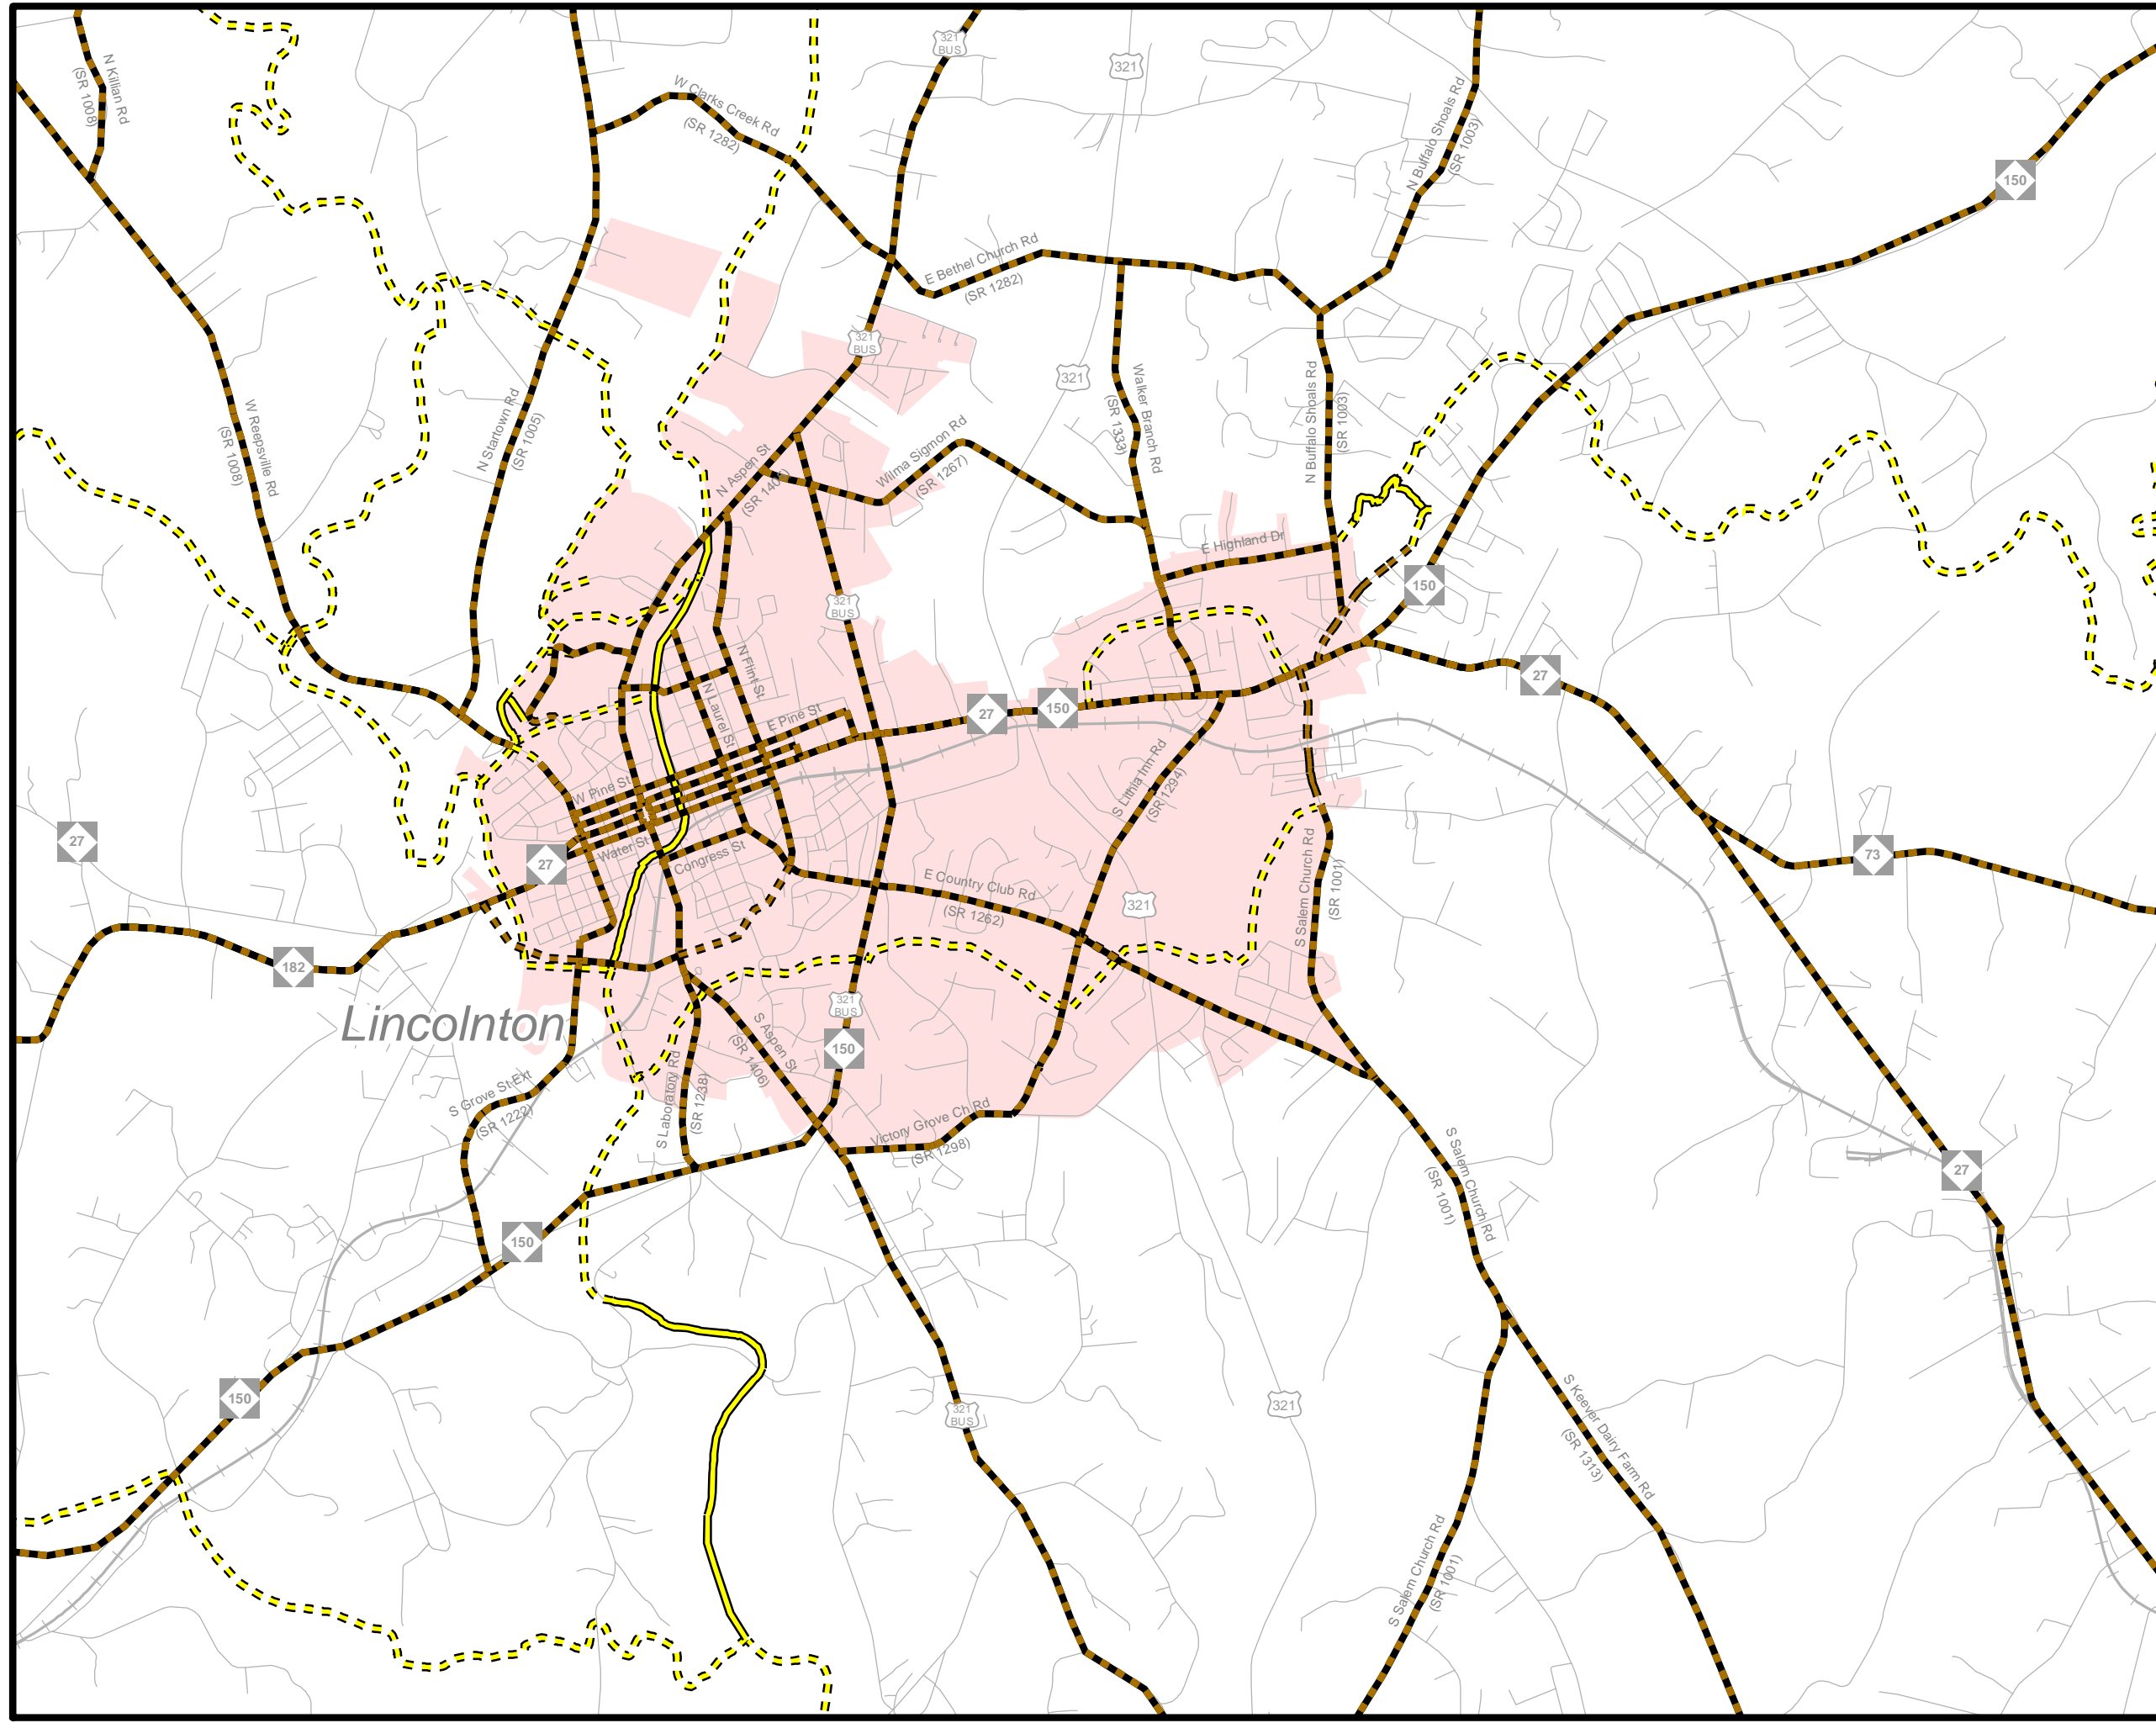 321
BUS
321
N Killian Rd
(SR 1008)
W Clarks Creek Rd
(SR 1282)
N Buffalo Shoals Rd
(SR 1003)
150
E Bethel Church Rd
(SR 1282)
321
BUS
321
Walker Branch Rd
(SR 1333)
N Buffalo Shoals Rd
(SR 1003)
W Reepsville Rd
(SR 1008)
N Startown Rd
(SR 1005)
N Aspen St
Wilma Sigmon Rd
(SR 1267)
E Highland Dr
150
321
BUS
N Flint St
N Laurel St
E Pine St
27
150
27
W Pine St
S Lithia Inn Rd
(SR 1294)
27
Water St
27
Congress St
73
E Country Club Rd
(SR 1262)
321
S Salem Church Rd
(SR 1001)
182
Lincolnton
321
BUS
150
S Aspen St
(SR 1406)
S Laboratory Rd
(SR 1238)
S Grove St Ext
(SR 1222)
Victory Grove Ch Rd
(SR 1298)
S Salem Church Rd
(SR 1001)
27
150
150
321
BUS
321
S Keever Dairy Farm Rd
(SR 1313)
S Salem Church Rd
(SR 1001)